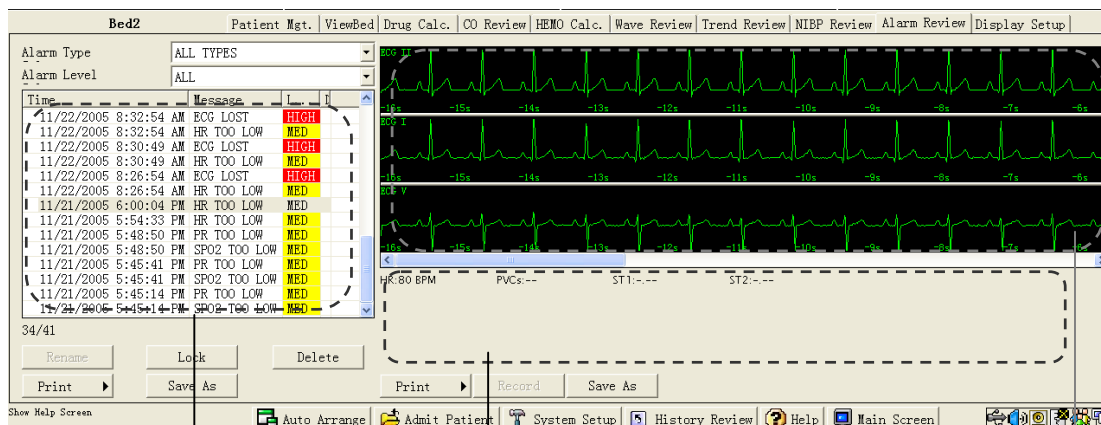 Bed2 Patient Mgt. ViewBed Drug Calc. CO Review HEMO Calc. Wave Review Trend Review NIBP Review Alarm Review Display Setup
Alarm Type ALL TYPES
Alarm Level ALL
Time Message L... D
11/22/2005 8:32:54 AM ECG LOST HIGH
11/22/2005 8:32:54 AM HR TOO LOW MED
11/22/2005 8:30:49 AM ECG LOST HIGH
11/22/2005 8:30:49 AM HR TOO LOW MED
11/22/2005 8:26:54 AM ECG LOST HIGH
11/22/2005 8:26:54 AM HR TOO LOW MED
11/21/2005 6:00:04 PM HR TOO LOW MED
11/21/2005 5:54:33 PM HR TOO LOW MED
11/21/2005 5:48:50 PM PR TOO LOW MED
11/21/2005 5:48:50 PM SPO2 TOO LOW MED
11/21/2005 5:45:41 PM PR TOO LOW MED
11/21/2005 5:45:41 PM SPO2 TOO LOW MED
11/21/2005 5:45:14 PM PR TOO LOW MED
11/21/2005 5:45:14 PM SPO2 TOO LOW MED
34/41
Rename Lock Delete
Print Save As
ECG II
-16s -15s -14s -13s -12s -11s -10s -9s -8s -7s -6s
ECG I
-16s -15s -14s -13s -12s -11s -10s -9s -8s -7s -6s
ECG V
-16s -15s -14s -13s -12s -11s -10s -9s -8s -7s -6s
HR:80 BPM PVCs:-- ST1:-.-- ST2:-.--
Print Record Save As
Show Help Screen Auto Arrange Admit Patient System Setup History Review Help Main Screen